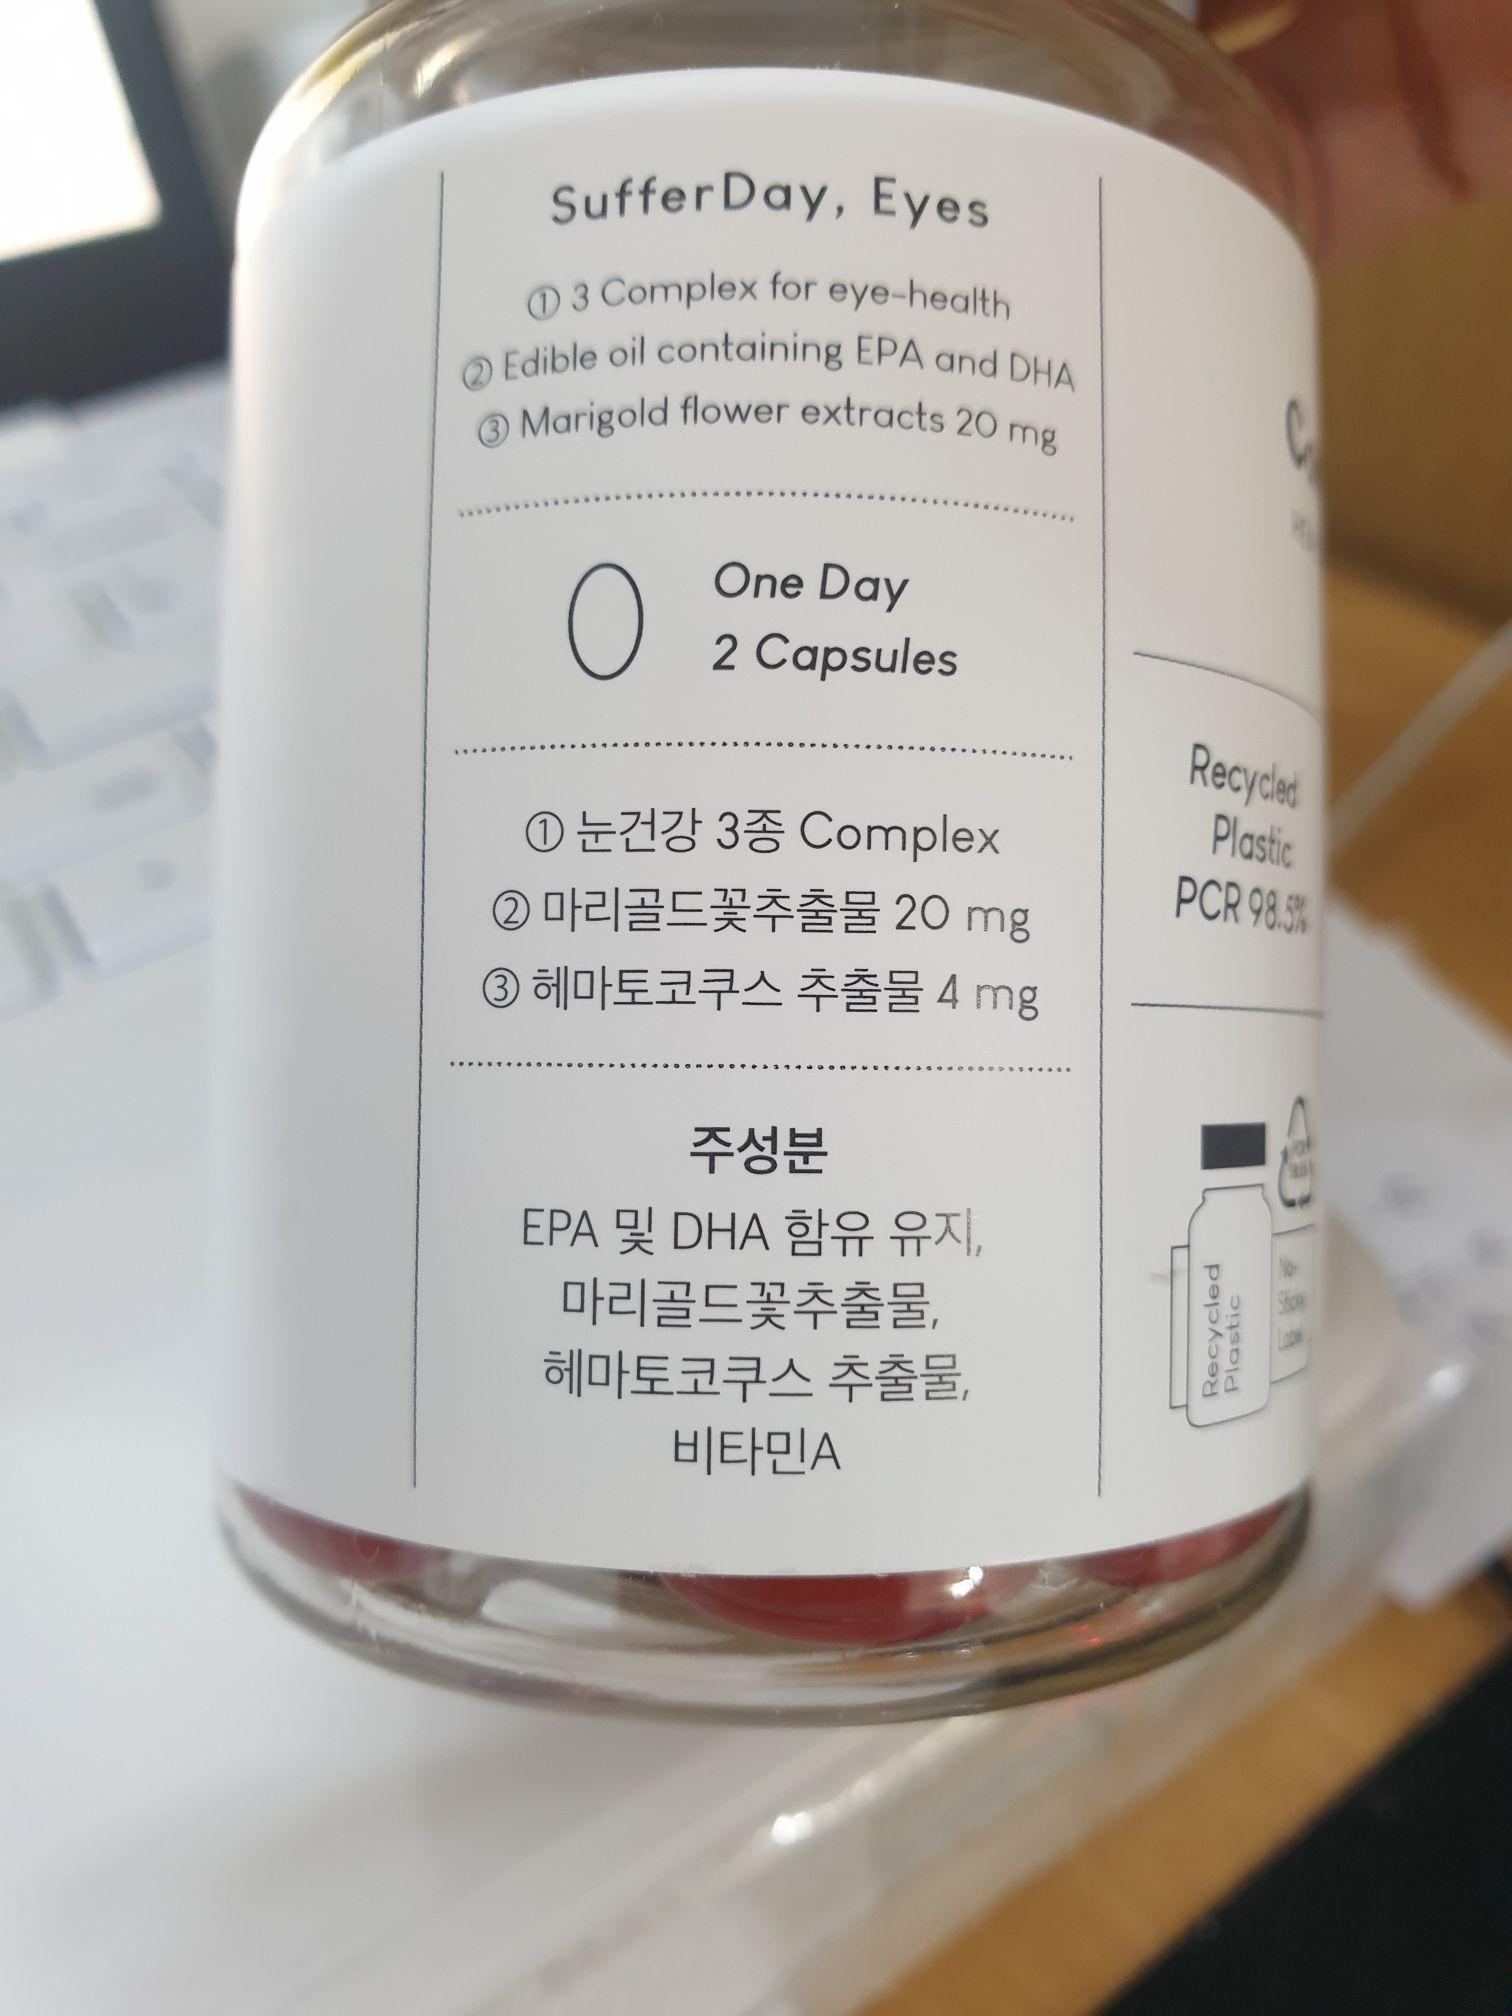 SufferDay, Eyes
① 3 Complex for eye-health
② Edible oil containing EPA and DHA
③ Marigold flower extracts 20 mg
One Day
2 Capsules
① 눈건강 3종 Complex
② 마리골드꽃추출물 20 mg
③ 헤마토코쿠스 추출물 4 mg
주성분
EPA 및 DHA 함유 유지,
마리골드꽃추출물,
헤마토코쿠스 추출물,
비타민A
Recycled
Plastic
PCR 98.5%
Recycled
Plastic
No-
Label